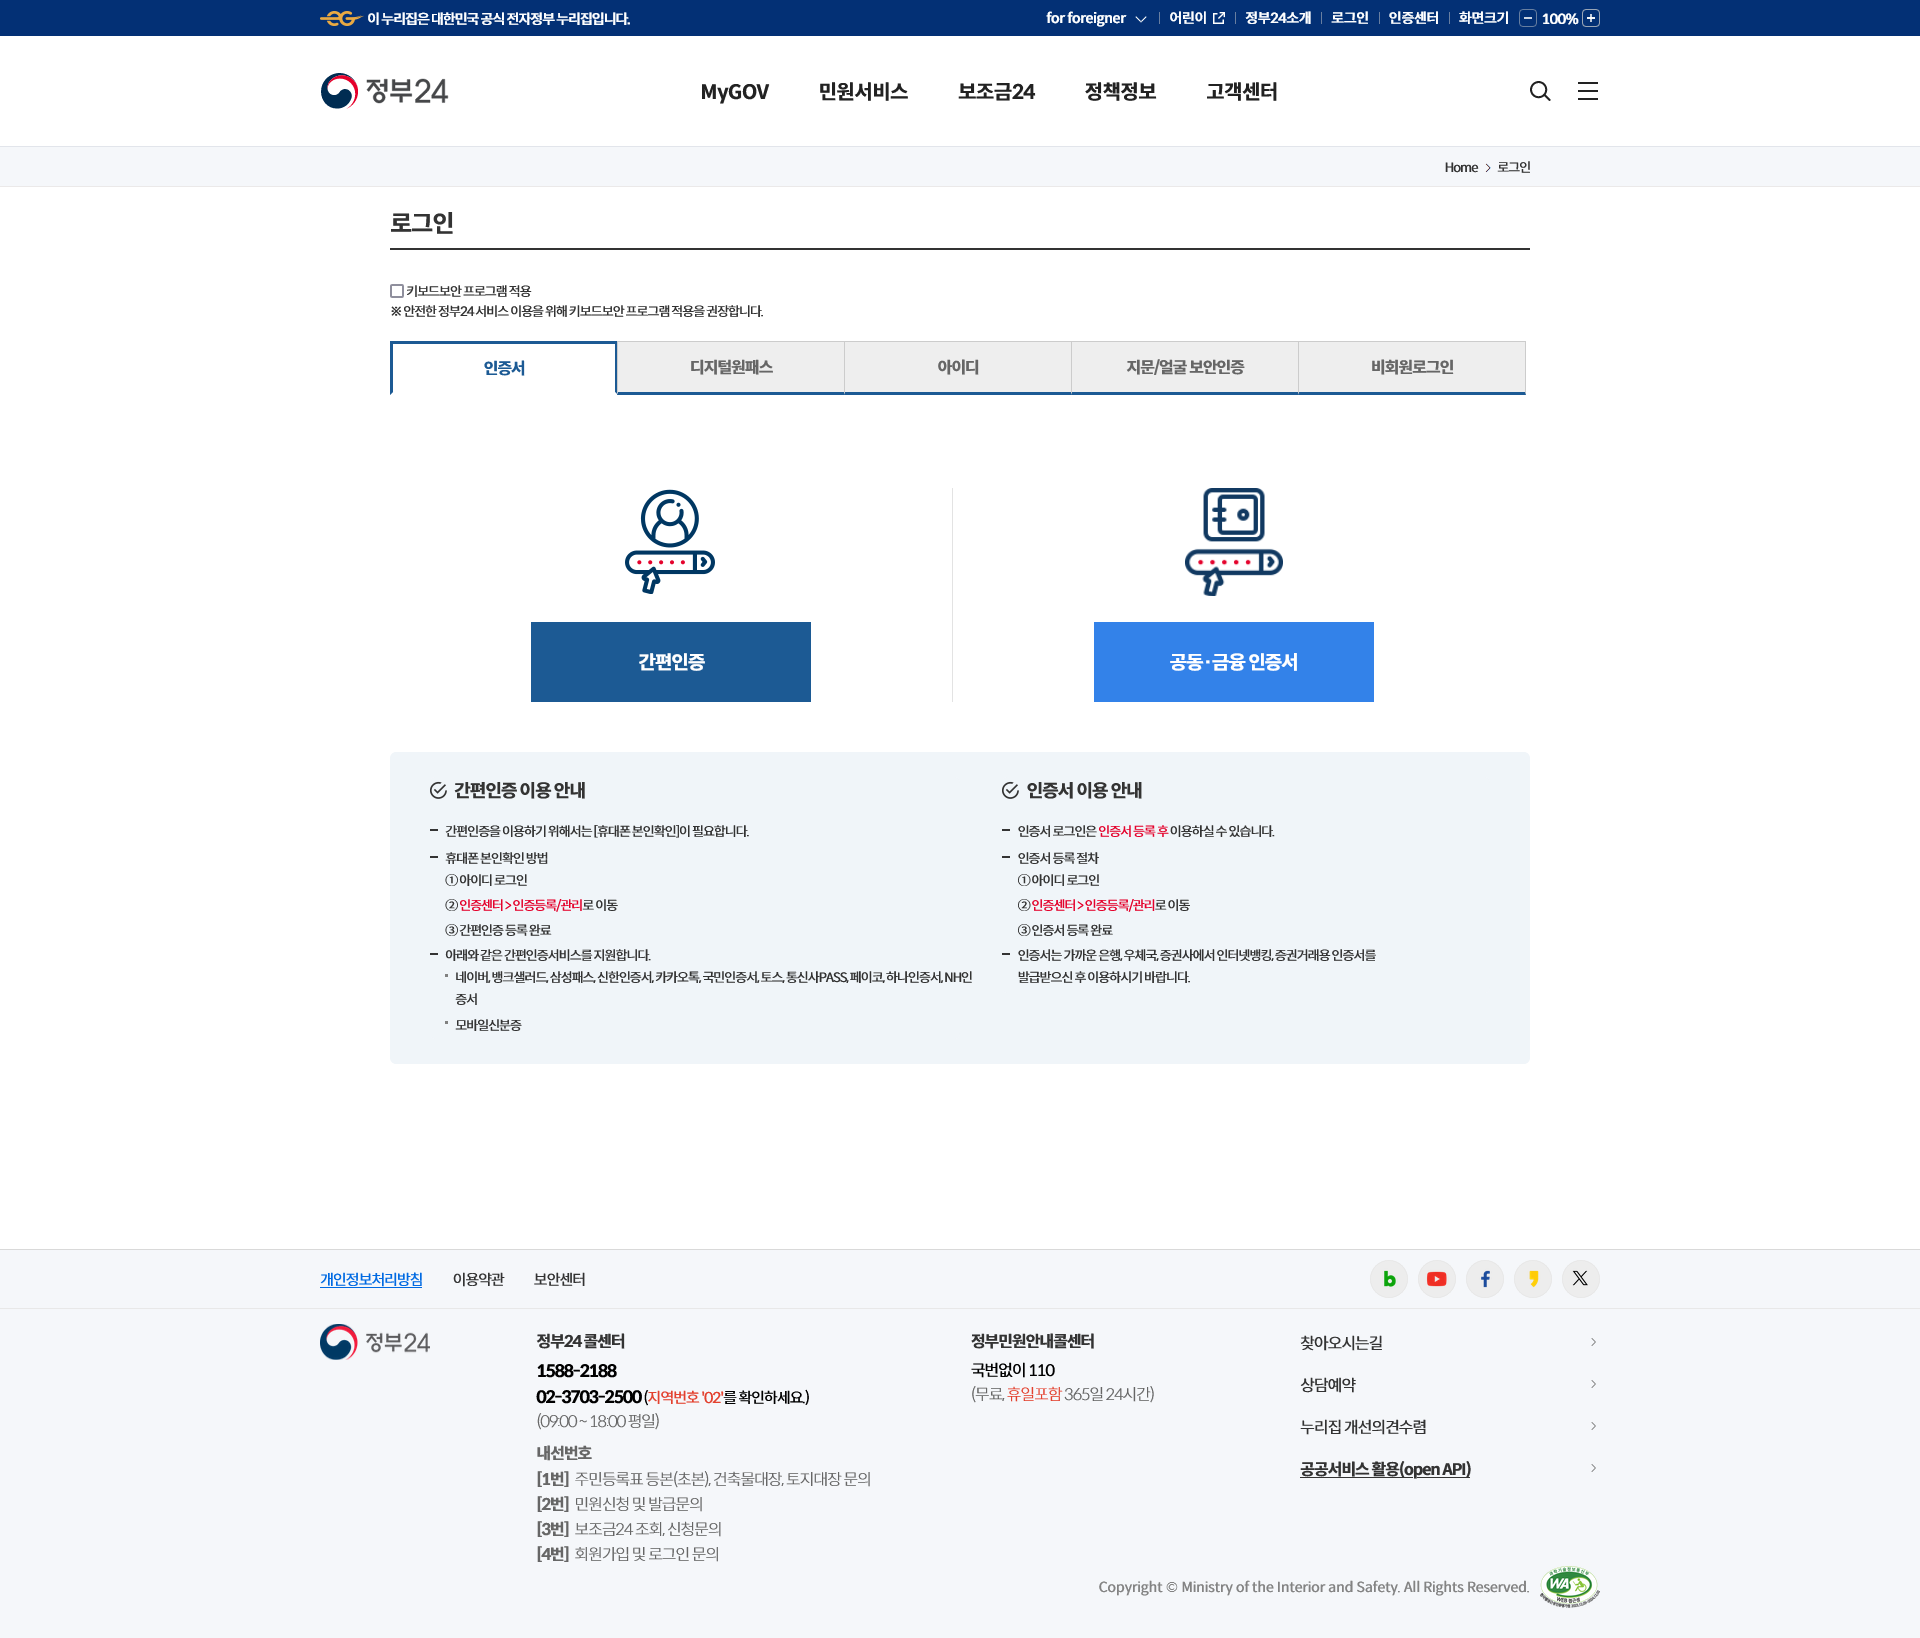 이 누리집은 대한민국 공식 전자정부 누리집입니다.
for foreigner
어린이
정부24소개
로그인
인증센터
화면크기
100%
정부24
MyGOV
민원서비스
보조금24
정책정보
고객센터
Home
로그인
로그인
키보드보안 프로그램 적용
※ 안전한 정부24 서비스 이용을 위해 키보드보안 프로그램 적용을 권장합니다.
인증서
디지털원패스
아이디
지문/얼굴 보안인증
비회원로그인
간편인증
공동·금융 인증서
간편인증 이용 안내
간편인증을 이용하기 위해서는 [휴대폰 본인확인]이 필요합니다.
휴대폰 본인확인 방법
① 아이디 로그인
② 인증센터 > 인증등록/관리로 이동
③ 간편인증 등록 완료
아래와 같은 간편인증서비스를 지원합니다.
네이버, 뱅크샐러드, 삼성패스, 신한인증서, 카카오톡, 국민인증서, 토스, 통신사PASS, 페이코, 하나인증서, NH인
증서
모바일신분증
인증서 이용 안내
인증서 로그인은 인증서 등록 후 이용하실 수 있습니다.
인증서 등록 절차
① 아이디 로그인
② 인증센터 > 인증등록/관리로 이동
③ 인증서 등록 완료
인증서는 가까운 은행, 우체국, 증권사에서 인터넷뱅킹, 증권거래용 인증서를
발급받으신 후 이용하시기 바랍니다.
개인정보처리방침
이용약관
보안센터
정부24
정부24 콜센터
1588-2188
02-3703-2500 (지역번호 '02'를 확인하세요.)
(09:00 ~ 18:00 평일)
내선번호
[1번] 주민등록표 등본(초본), 건축물대장, 토지대장 문의
[2번] 민원신청 및 발급문의
[3번] 보조금24 조회, 신청문의
[4번] 회원가입 및 로그인 문의
정부민원안내콜센터
국번없이 110
(무료, 휴일포함 365일 24시간)
찾아오시는길
상담예약
누리집 개선의견수렴
공공서비스 활용(open API)
Copyright © Ministry of the Interior and Safety. All Rights Reserved.
WA
WEB 접근성